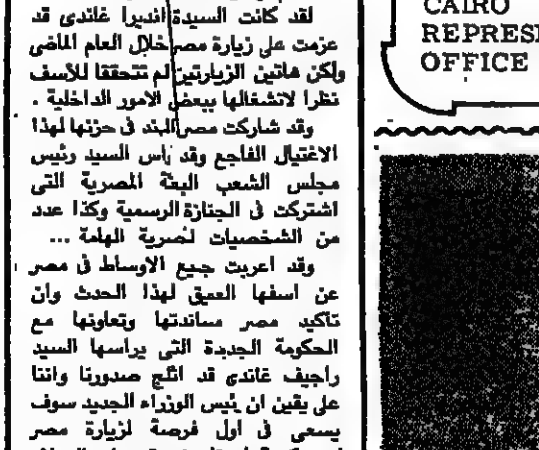 لقد كانت السيدة انديرا غاندى قد
عزمت على زيارة مصر خلال العام الماضى
ولكن هاتين الزيارتين لم تتحققا للأسف
نظرا لانشغالها ببعض الامور الداخلية .
وقد شاركت مصر الهند فى حزنها لهذا
الاغتيال الفاجع وقد رأس السيد رئيس
مجلس الشعب البعثة المصرية التى
اشتركت فى الجنازة الرسمية وكذا عدد
من الشخصيات لمصرية الهامة ...
وقد اعربت جميع الاوساط فى مصر
عن اسفها العميق لهذا الحدث وان
تأكيد مصر مساندتها وتعاونها مع
الحكومة الجديدة التى يرأسها السيد
راجيف غاندى قد اثلج صدورنا واننا
على يقين ان رئيس الوزراء الجديد سوف
يسعى فى اول فرصة لزيارة مصر
CAIRO
OFFICE